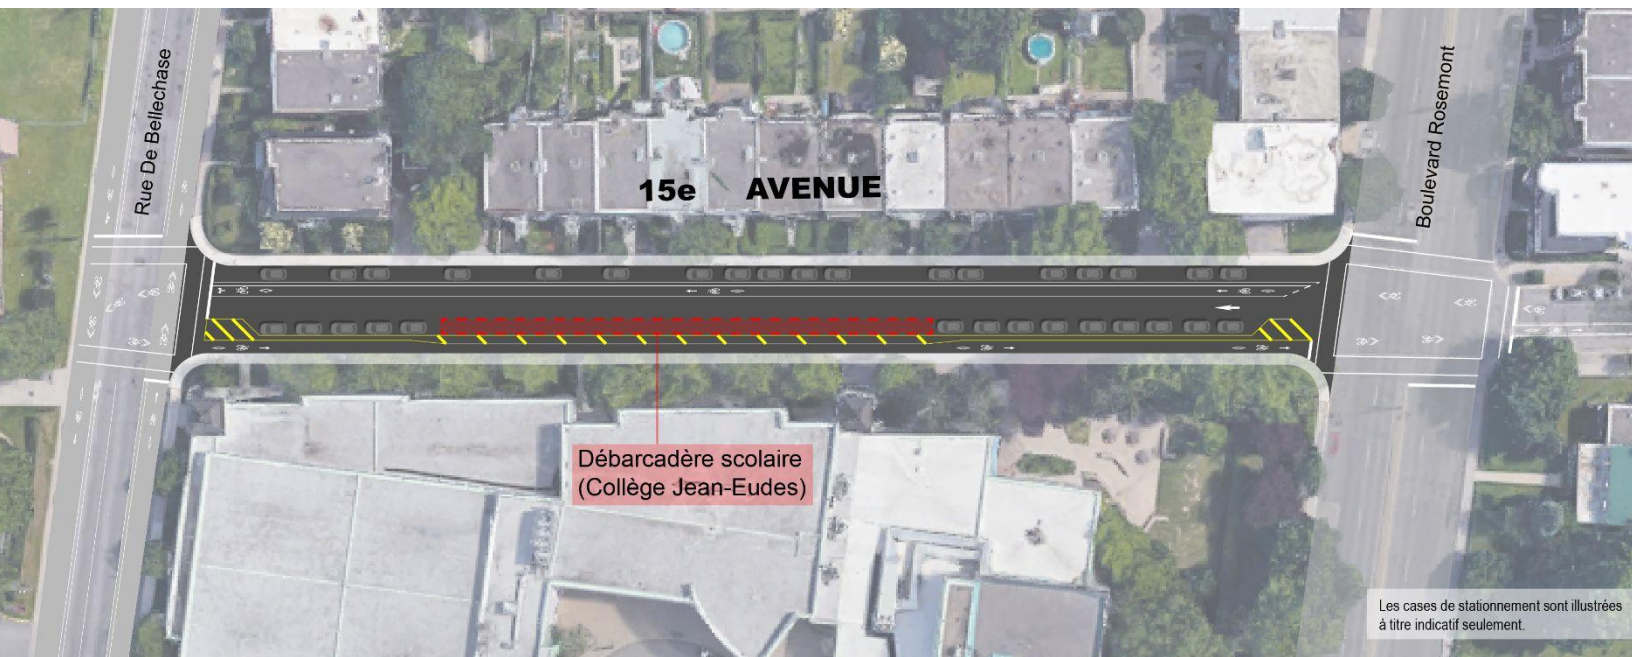 Rue De Bellechase
15e AVENUE
Boulevard Rosemont
Débarcadère scolaire
(Collège Jean-Eudes)
Les cases de stationnement sont illustrées
à titre indicatif seulement.